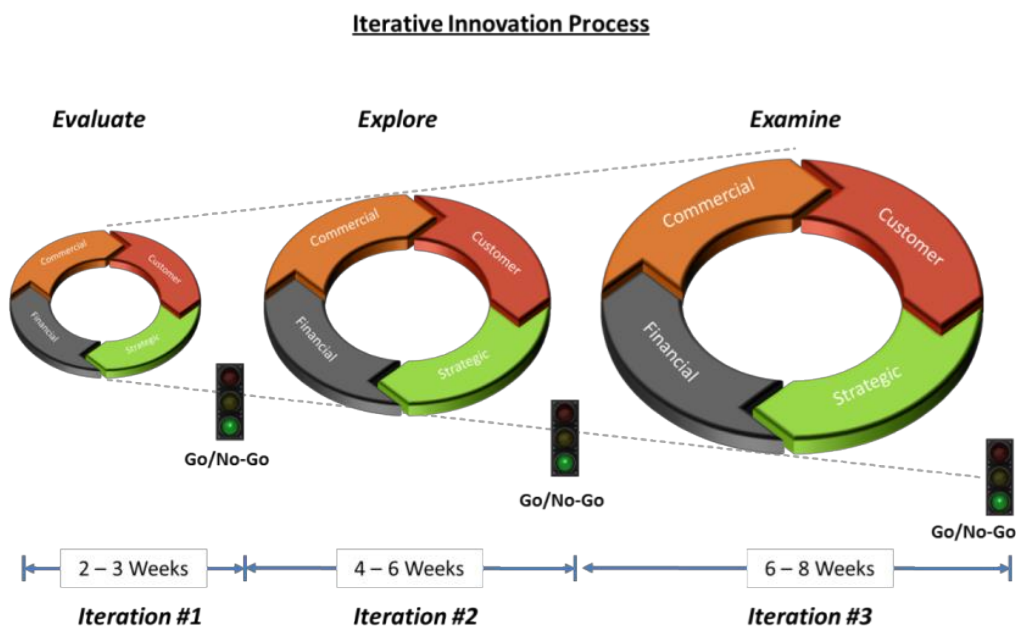 Iterative Innovation Process
Evaluate
Explore
Examine
Commercial
Customer
Financial
Strategic
Commercial
Customer
Financial
Strategic
Commercial
Customer
Financial
Strategic
Go/No-Go
Go/No-Go
Go/No-Go
2 – 3 Weeks
4 – 6 Weeks
6 – 8 Weeks
Iteration #1
Iteration #2
Iteration #3